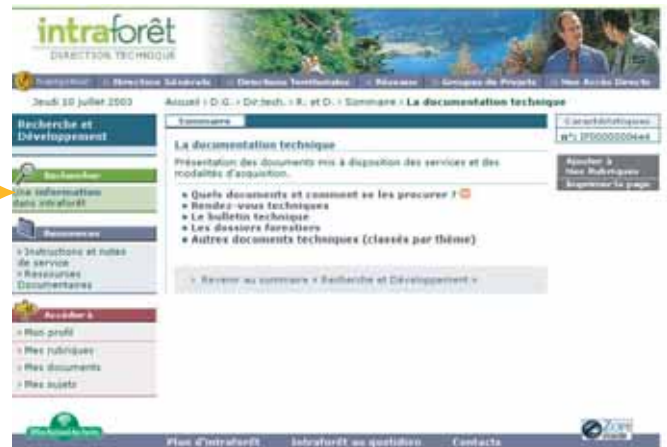 intraforêt
DIRECTION TECHNIQUE
Navigateur Direction Générale Directions Territoriales Réseaux Groupes de Projets Nos Accès Directs
Jeudi 10 juillet 2003
Accueil › D.G. › Dir.tech. › R. et D. › Sommaire › La documentation technique
Recherche et
Développement
Rechercher
Une information
dans intraforêt
Ressources
» Instructions et notes
de service
» Ressources
Documentaires
Accéder à
» Mon profil
» Mes rubriques
» Mes documents
» Mes sujets
Sommaire
La documentation technique
Présentation des documents mis à disposition des services et des
modalités d'acquisition.
Quels documents et comment se les procurer ?
Rendez-vous techniques
Le bulletin technique
Les dossiers forestiers
Autres documents techniques (classés par thème)
› Revenir au sommaire « Recherche et Développement »
Caractéristiques
Ajouter à
Mes Rubriques
Imprimer la page
Plan d'intraforêt Intraforêt au quotidien Contacts